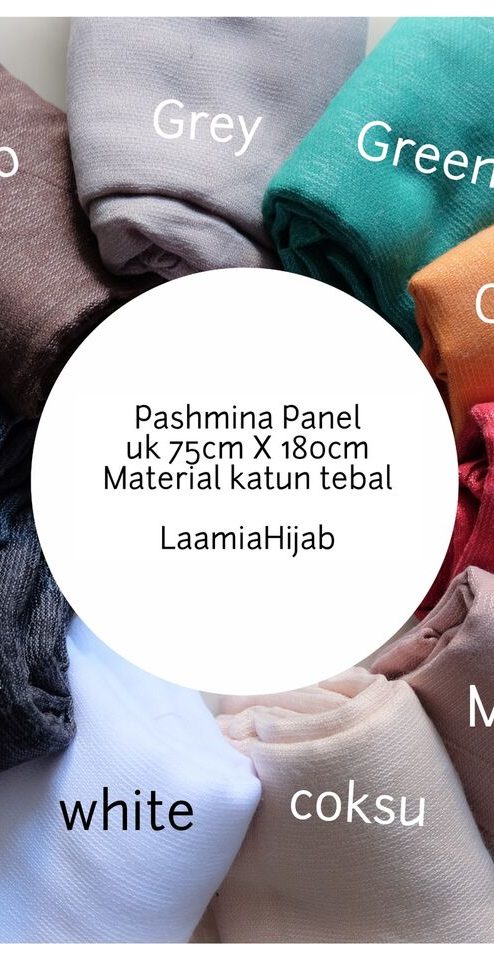 Grey
Green
Pashmina Panel
uk 75cm X 180cm
Material katun tebal
LaamiaHijab
white
coksu